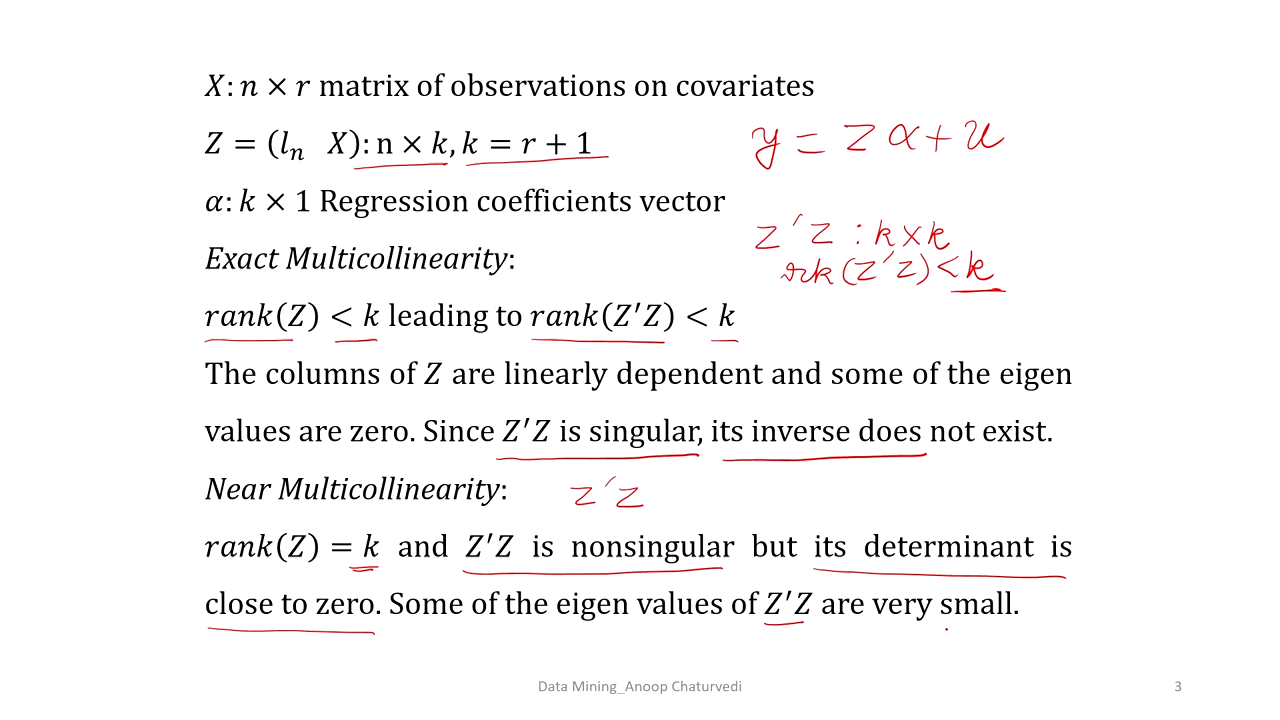 X: n × r matrix of observations on covariates
Z = (lₙ X): n × k, k = r + 1
y = Z α + u
α: k × 1 Regression coefficients vector
Z′Z : k × k
Exact Multicollinearity:
rk(Z′Z) < k
rank(Z) < k leading to rank(Z′Z) < k
The columns of Z are linearly dependent and some of the eigen
values are zero. Since Z′Z is singular, its inverse does not exist.
Near Multicollinearity: Z′Z
rank(Z) = k and Z′Z is nonsingular but its determinant is
close to zero. Some of the eigen values of Z′Z are very small.
Data Mining_Anoop Chaturvedi
3